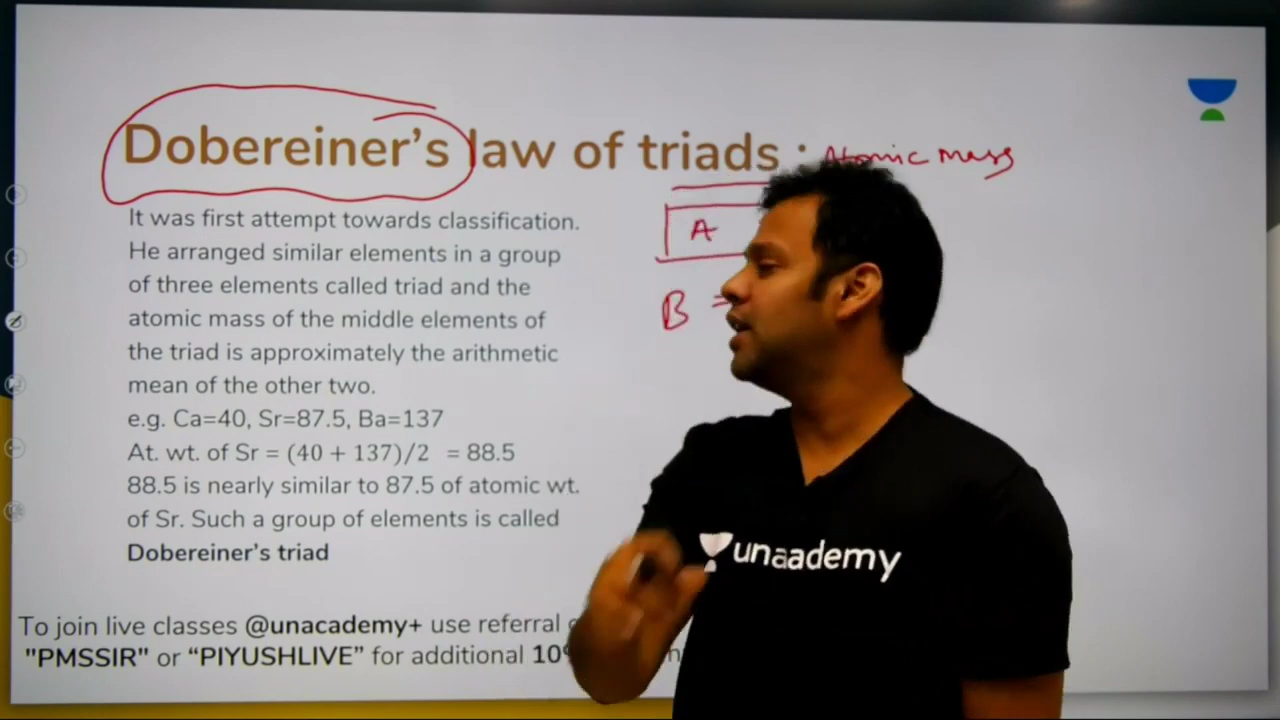 Dobereiner's law of triads : Atomic mass
It was first attempt towards classification.
He arranged similar elements in a group
of three elements called triad and the
atomic mass of the middle elements of
the triad is approximately the arithmetic
mean of the other two.
e.g. Ca=40, Sr=87.5, Ba=137
At. wt. of Sr = (40 + 137)/2 = 88.5
88.5 is nearly similar to 87.5 of atomic wt.
of Sr. Such a group of elements is called
Dobereiner's triad
A
B =
unaademy
To join live classes @unacademy+ use referral
"PMSSIR" or “PIYUSHLIVE” for additional 10